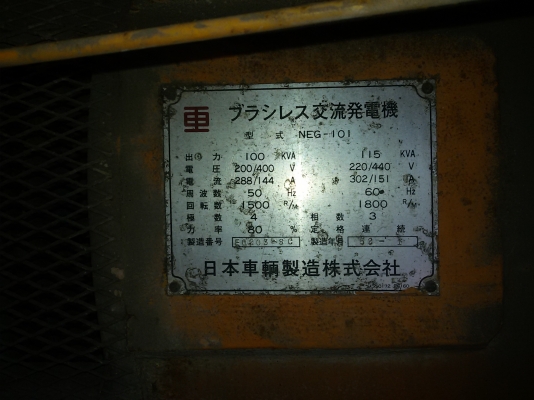 車 ブラシレス交流発電機
型 式 NEG-101
出 力 100 KVA 115 KVA
電 圧 200/400 V 220/440 V
電 流 288/144 A 302/151 A
周 波 数 50 Hz 60 Hz
回 転 数 1500 R/M 1800 R/M
極 数 4 相 数 3
力 率 80 % 定 格 連 続
製造番号 製造年月
日本車輌製造株式会社